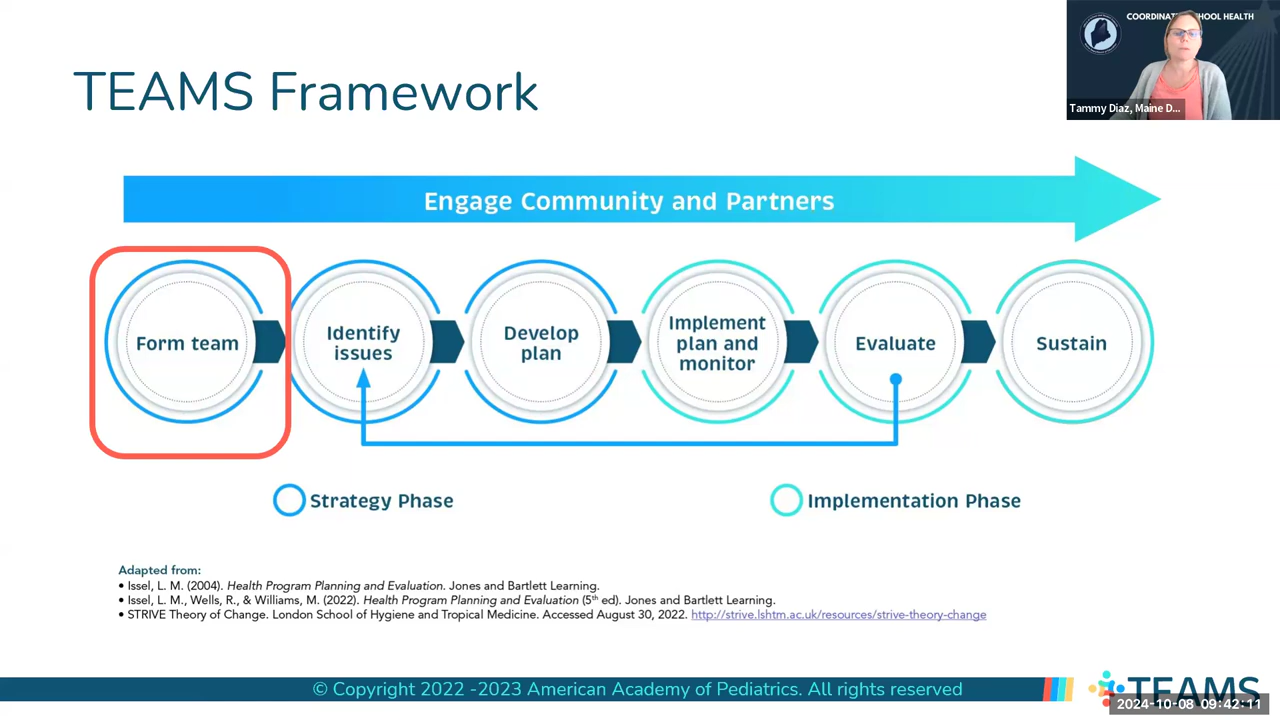 COORDINAT SCHOOL HEALTH
Tammy Diaz, Maine D...
TEAMS Framework
Engage Community and Partners
Form team
Identify
issues
Develop
plan
Implement
plan and
monitor
Evaluate
Sustain
Strategy Phase
Implementation Phase
Adapted from:
• Issel, L. M. (2004). Health Program Planning and Evaluation. Jones and Bartlett Learning.
• Issel, L. M., Wells, R., & Williams, M. (2022). Health Program Planning and Evaluation (5th ed). Jones and Bartlett Learning.
• STRIVE Theory of Change. London School of Hygiene and Tropical Medicine. Accessed August 30, 2022. http://strive.lshtm.ac.uk/resources/strive-theory-change
© Copyright 2022 -2023 American Academy of Pediatrics. All rights reserved
TEAMS
2024-10-08 09:42:11